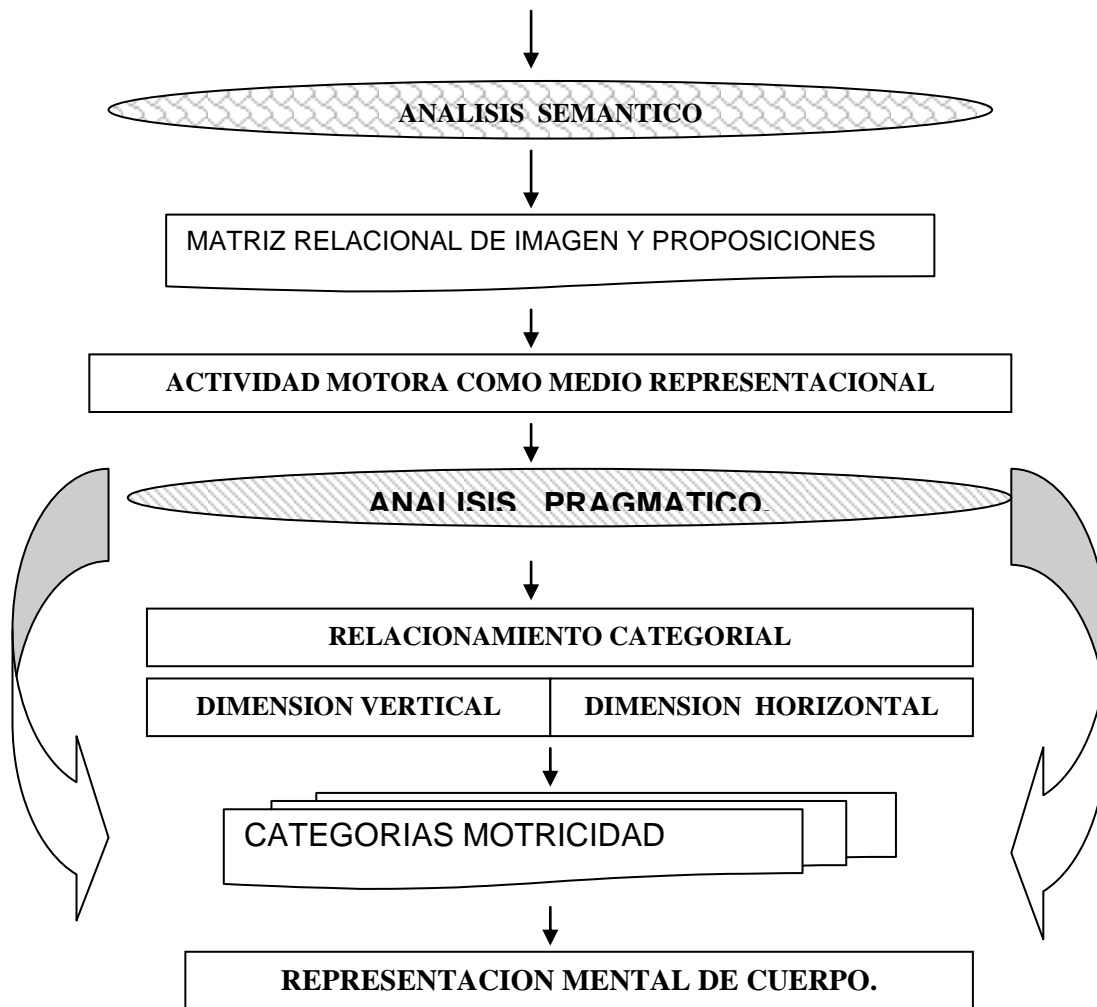 ANALISIS SEMANTICO
MATRIZ RELACIONAL DE IMAGEN Y PROPOSICIONES
ACTIVIDAD MOTORA COMO MEDIO REPRESENTACIONAL
ANALISIS PRAGMATICO.
RELACIONAMIENTO CATEGORIAL
DIMENSION VERTICAL DIMENSION HORIZONTAL
CATEGORIAS MOTRICIDAD
REPRESENTACION MENTAL DE CUERPO.